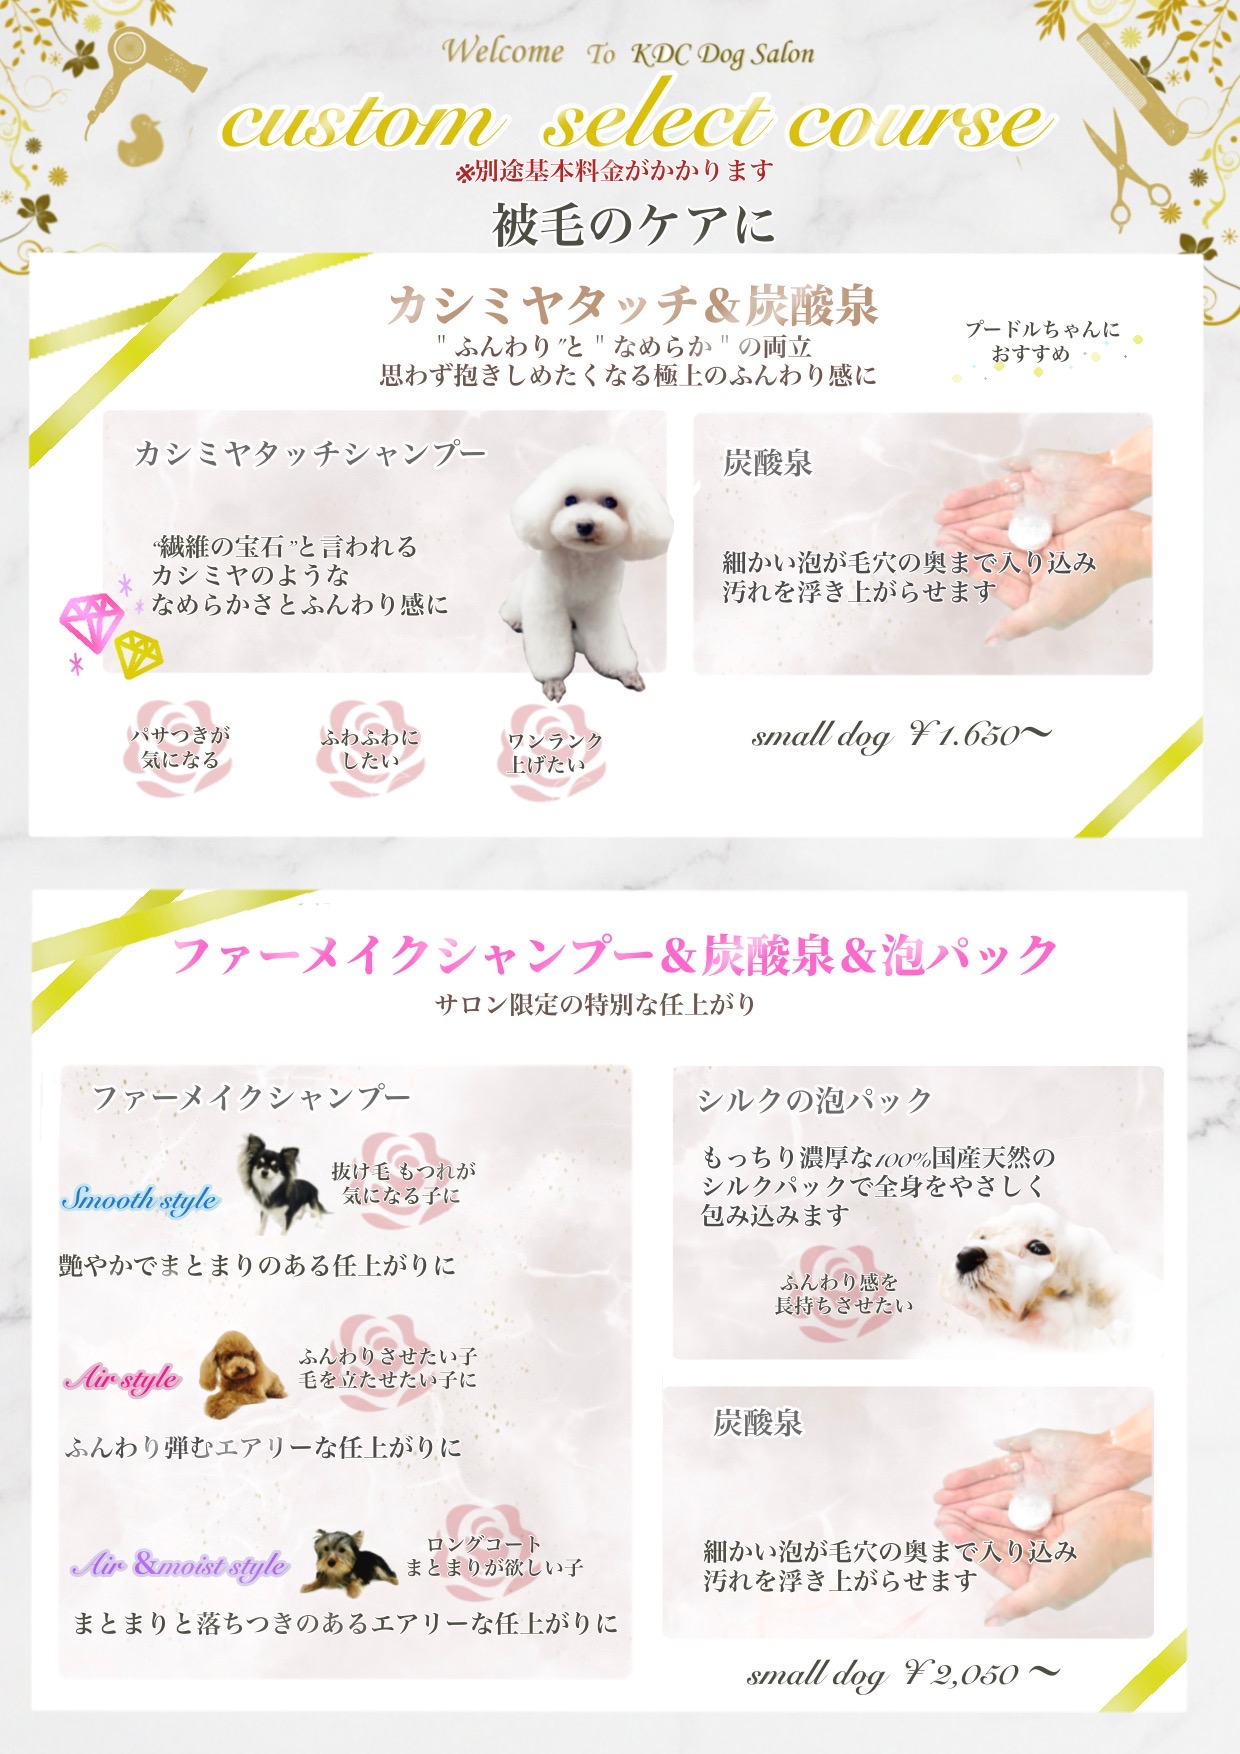 Welcome To KDC Dog Salon
custom select course
※別途基本料金がかかります
被毛のケアに
カシミヤタッチ&炭酸泉
"ふんわり"と"なめらか"の両立
思わず抱きしめたくなる極上のふんわり感に
プードルちゃんに
おすすめ
カシミヤタッチシャンプー
“繊維の宝石”と言われる
カシミヤのような
なめらかさとふんわり感に
炭酸泉
細かい泡が毛穴の奥まで入り込み
汚れを浮き上がらせます
パサつきが
気になる
ふわふわに
したい
ワンランク
上げたい
small dog ¥1.650〜
ファーメイクシャンプー&炭酸泉&泡パック
サロン限定の特別な任上がり
ファーメイクシャンプー
Smooth style
抜け毛 もつれが
気になる子に
艶やかでまとまりのある任上がりに
Air style
ふんわりさせたい子
毛を立たせたい子に
ふんわり弾むエアリーな任上がりに
Air &moist style
ロングコート
まとまりが欲しい子
まとまりと落ちつきのあるエアリーな任上がりに
シルクの泡パック
もっちり濃厚な100%国産天然の
シルクパックで全身をやさしく
包み込みます
ふんわり感を
長持ちさせたい
炭酸泉
細かい泡が毛穴の奥まで入り込み
汚れを浮き上がらせます
small dog ¥2,050〜